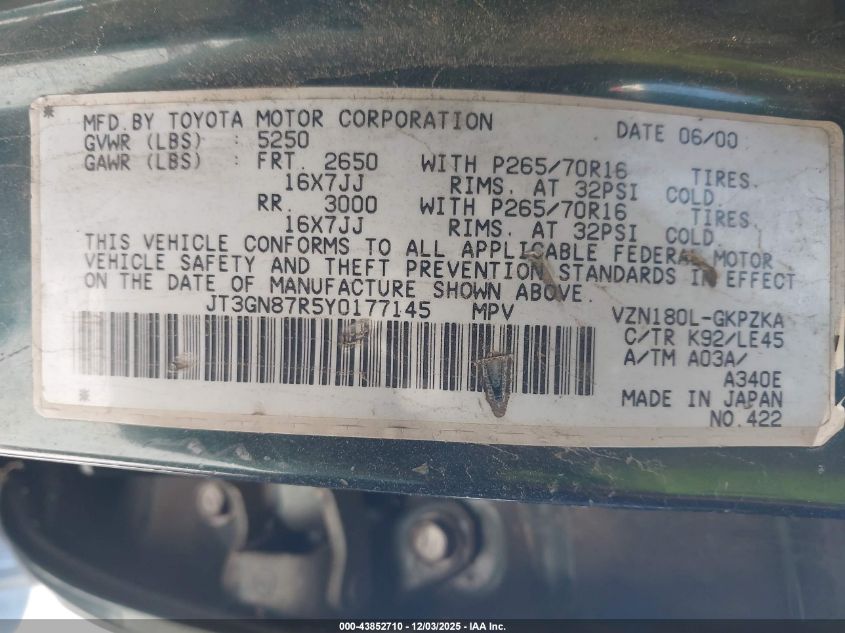 MFD.BY TOYOTA MOTOR CORPORATION DATE 06/00
GVWR (LBS) : 5250
GAWR (LBS) : FRT. 2650 WITH P265/70R16 TIRES.
16X7JJ RIMS. AT 32PSI COLD.
RR. 3000 WITH P265/70R16 TIRES.
16X7JJ RIMS. AT 32PSI COLD
THIS VEHICLE CONFORMS TO ALL APPLICABLE FEDERAL MOTOR
VEHICLE SAFETY AND THEFT PREVENTION STANDARDS IN EFFECT
ON THE DATE OF MANUFACTURE SHOWN ABOVE.
JT3GN87R5Y0177145 MPV VZN180L-GKPZKA
C/TR K92/LE45
A/TM A03A/
A340E
MADE IN JAPAN
NO.422
000-43852710 - 12/03/2025 - IAA Inc.